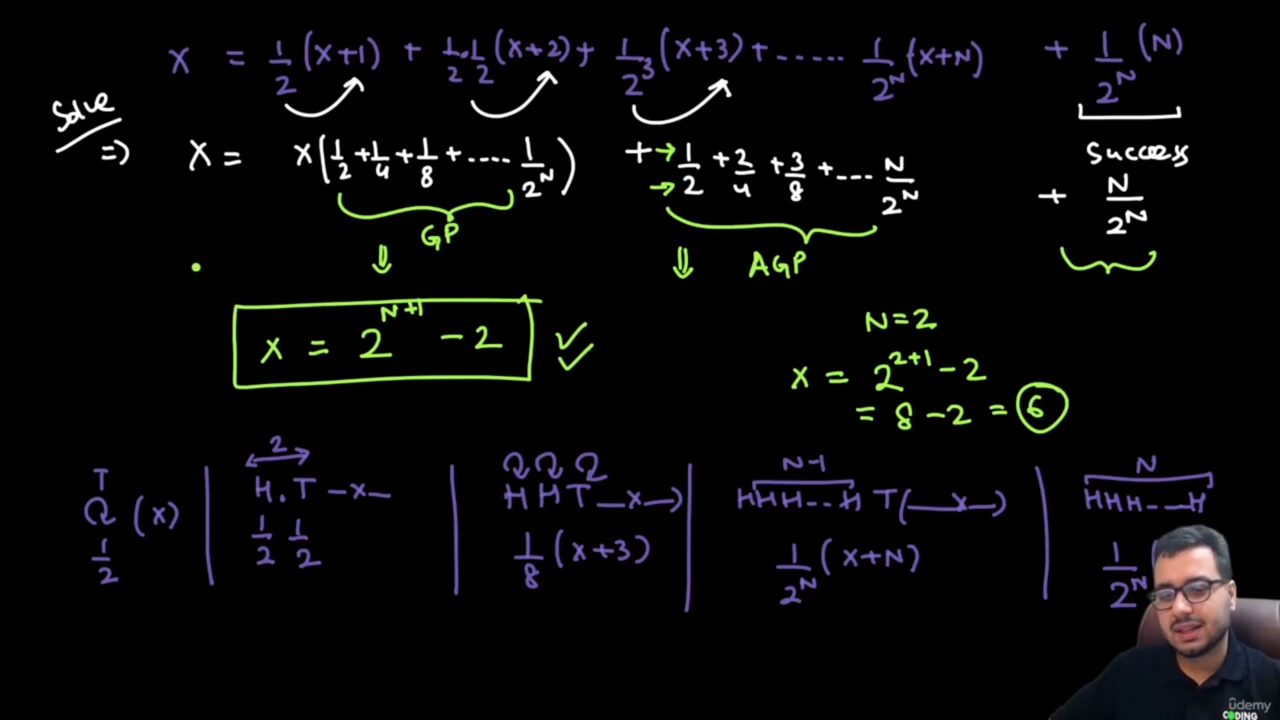 x = 1/2 (x+1) + 1/2 . 1/2 (x+2) + 1/2^3 (x+3) + ...... 1/2^N (x+N) + 1/2^N (N)
Solve
=> x = x(1/2 + 1/4 + 1/8 + .... 1/2^N) + → 1/2 + 2/4 + 3/8 + ... N/2^N + N/2^N
→
success
GP
AGP
x = 2^(N+1) - 2 ✓✓
N=2
x = 2^(2+1) - 2
= 8 - 2 = 6
T (x) 1/2
2
H . T -x-
1/2 1/2
H H T -x-
1/8 (x+3)
N-1
HHH...H T(-x-)
1/2^N (x+N)
N
HHH...H
1/2^N
udemy
CODING